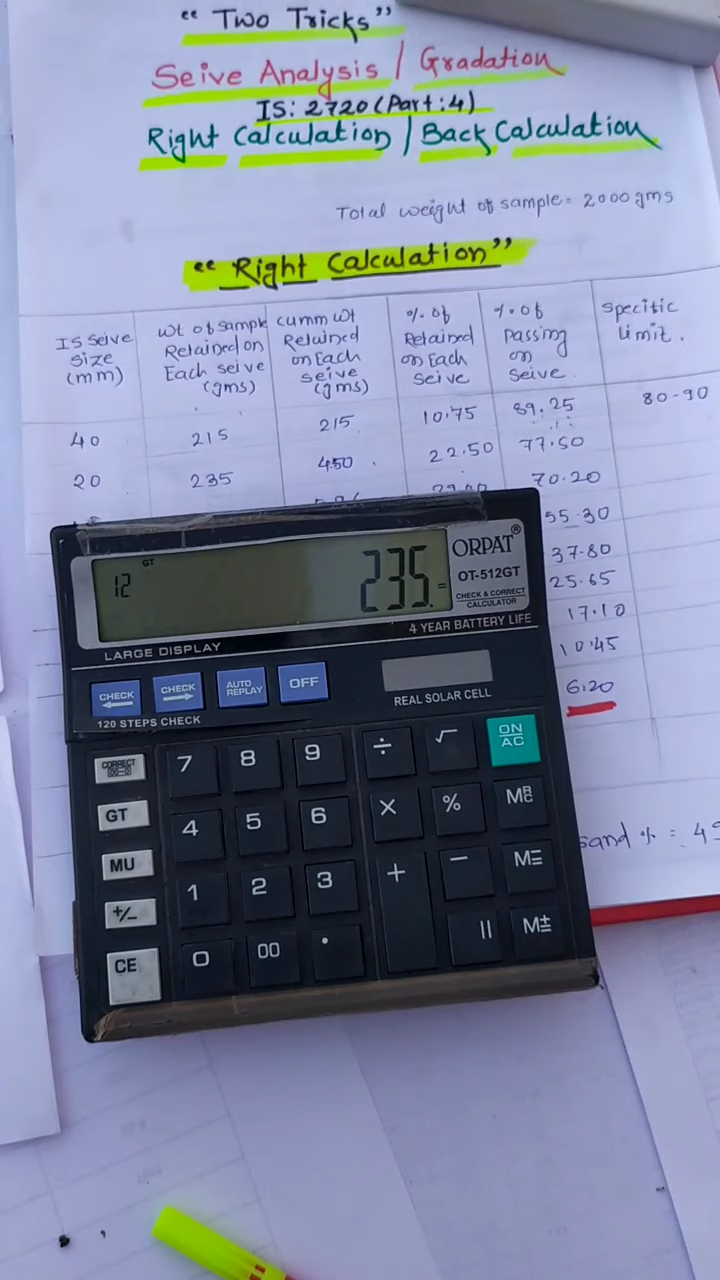 “ Two Tricks ”
Seive Analysis / Gradation
IS: 2720 (Part: 4)
Right Calculation / Back Calculation
Total weight of sample = 2000 gms
“ Right Calculation ”
IS Seive Size (mm)
Wt of sample Retained on Each seive (gms)
cumm wt Retained on Each seive (gms)
% of Retained on Each Seive
% of Passing on Seive.
Specific limit.
40 215 215 10.75 89.25 80-90
20 235 450 22.50 77.50
70.20
55.30
37.80
25.65
17.10
10.45
6.20
sand % =
12 GT 235. =
ORPAT®
OT-512GT
CHECK & CORRECT CALCULATOR
LARGE DISPLAY
4 YEAR BATTERY LIFE
CHECK CHECK AUTO REPLAY OFF
120 STEPS CHECK
REAL SOLAR CELL
CORRECT 00→0 7 8 9 ÷ √ ON/AC
GT 4 5 6 × % MRC
MU 1 2 3 + − M=
+/− 0 00 . = M±
CE